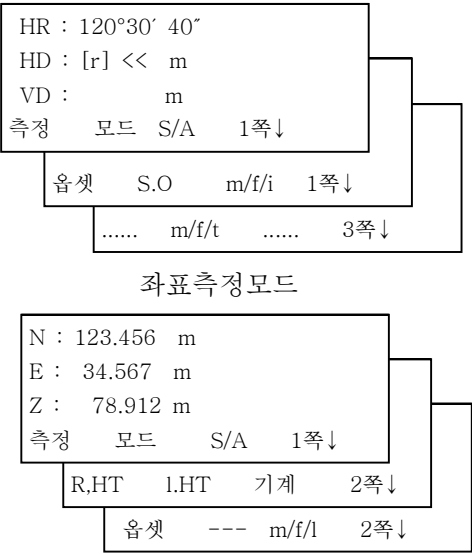 HR : 120°30′ 40″
HD : [r] << m
VD : m
측정 모드 S/A 1쪽↓
옵셋 S.O m/f/i 1쪽↓
...... m/f/t ...... 3쪽↓
좌표측정모드
N : 123.456 m
E : 34.567 m
Z : 78.912 m
측정 모드 S/A 1쪽↓
R,HT l.HT 기계 2쪽↓
옵셋 --- m/f/l 2쪽↓